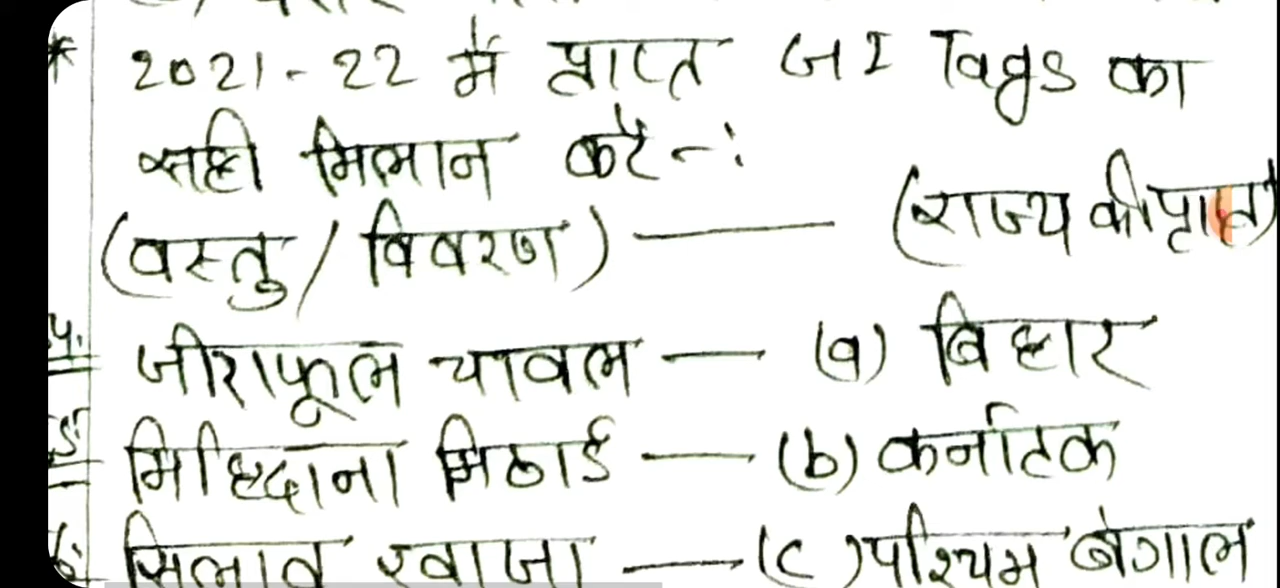 * 2021-22 में प्राप्त GI Tags का
सही मिलान करें -:
(वस्तु / विवरण) — (राज्य की प्राप्त)
जीराफूल चावल — (a) बिहार
मिहिदाना मिठाई — (b) कर्नाटक
सिलाव खाजा — (c) पश्चिम बंगाल